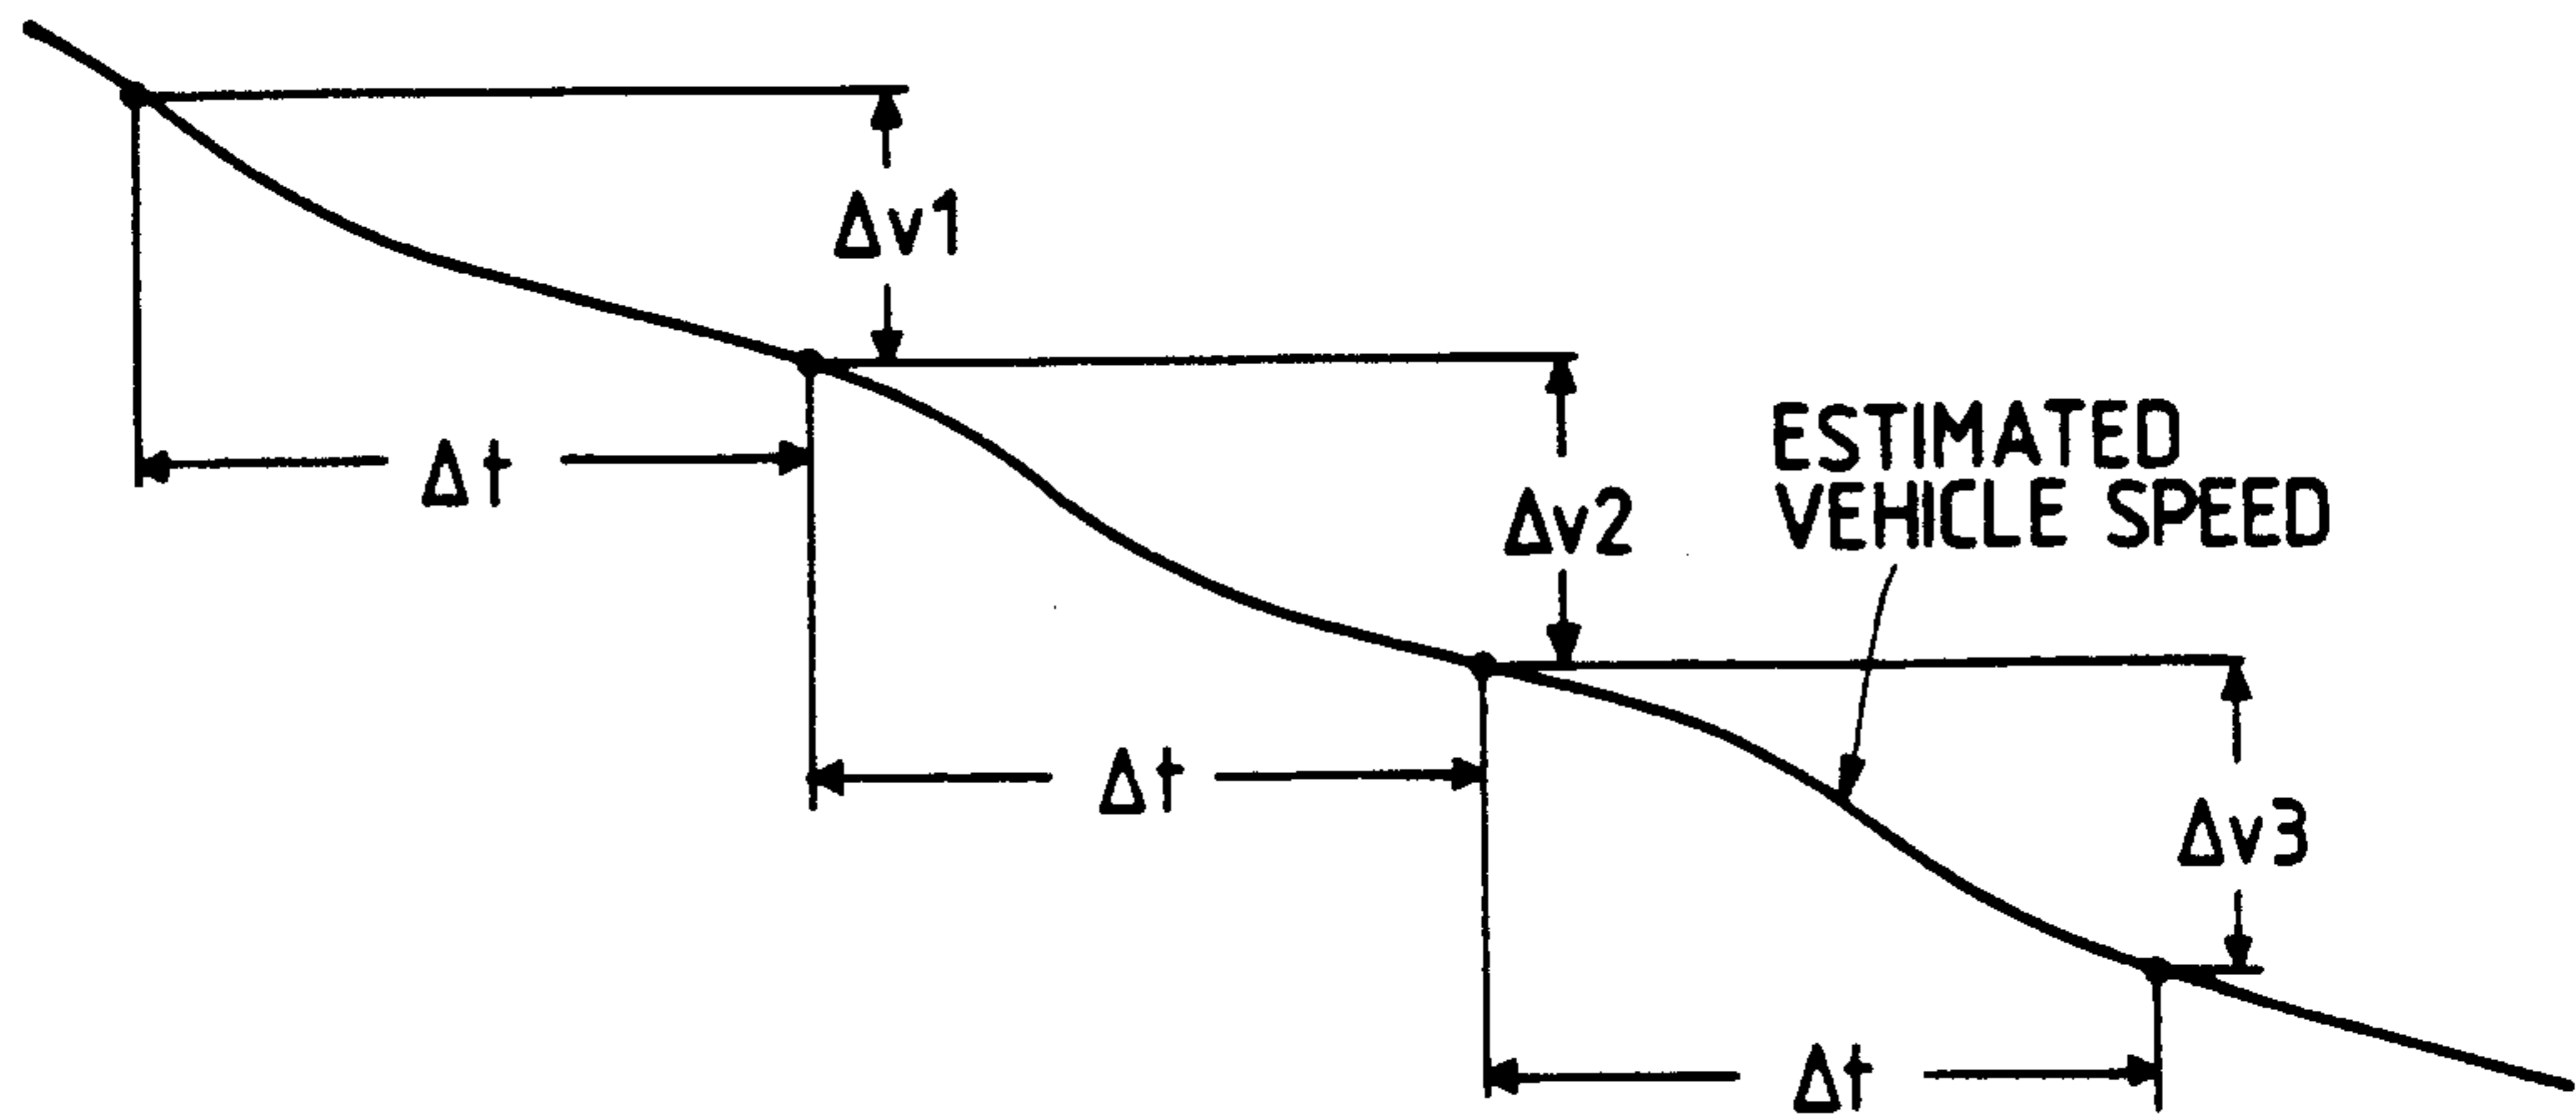 Δv1
Δt
ESTIMATED
VEHICLE SPEED
Δv2
Δt
Δv3
Δt